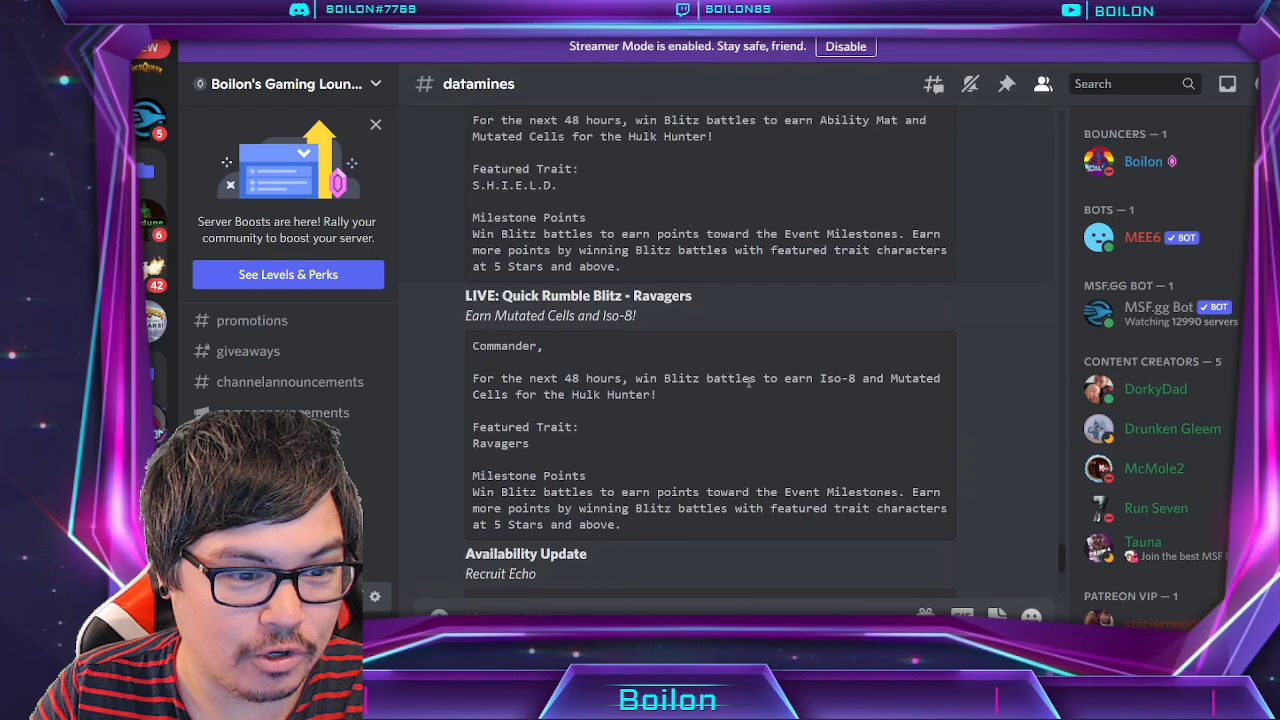 BOILON#7769
BOILON89
BOILON
Streamer Mode is enabled. Stay safe, friend.
Disable
Boilon's Gaming Loun...
# datamines
Search
5
6
42
Server Boosts are here! Rally your
community to boost your server.
See Levels & Perks
# promotions
giveaways
# channelannouncements
For the next 48 hours, win Blitz battles to earn Ability Mat and
Mutated Cells for the Hulk Hunter!
Featured Trait:
S.H.I.E.L.D.
Milestone Points
Win Blitz battles to earn points toward the Event Milestones. Earn
more points by winning Blitz battles with featured trait characters
at 5 Stars and above.
LIVE: Quick Rumble Blitz - Ravagers
Earn Mutated Cells and Iso-8!
Commander,
For the next 48 hours, win Blitz battles to earn Iso-8 and Mutated
Cells for the Hulk Hunter!
Featured Trait:
Ravagers
Milestone Points
Win Blitz battles to earn points toward the Event Milestones. Earn
more points by winning Blitz battles with featured trait characters
at 5 Stars and above.
Availability Update
Recruit Echo
GIF
BOUNCERS — 1
Boilon
BOTS — 1
MEE6
✓ BOT
MSF.GG BOT — 1
MSF.gg Bot
✓ BOT
Watching 12990 servers
CONTENT CREATORS — 5
DorkyDad
Drunken Gleem
McMole2
Run Seven
Tauna
Join the best MSF
PATREON VIP — 1
Boilon